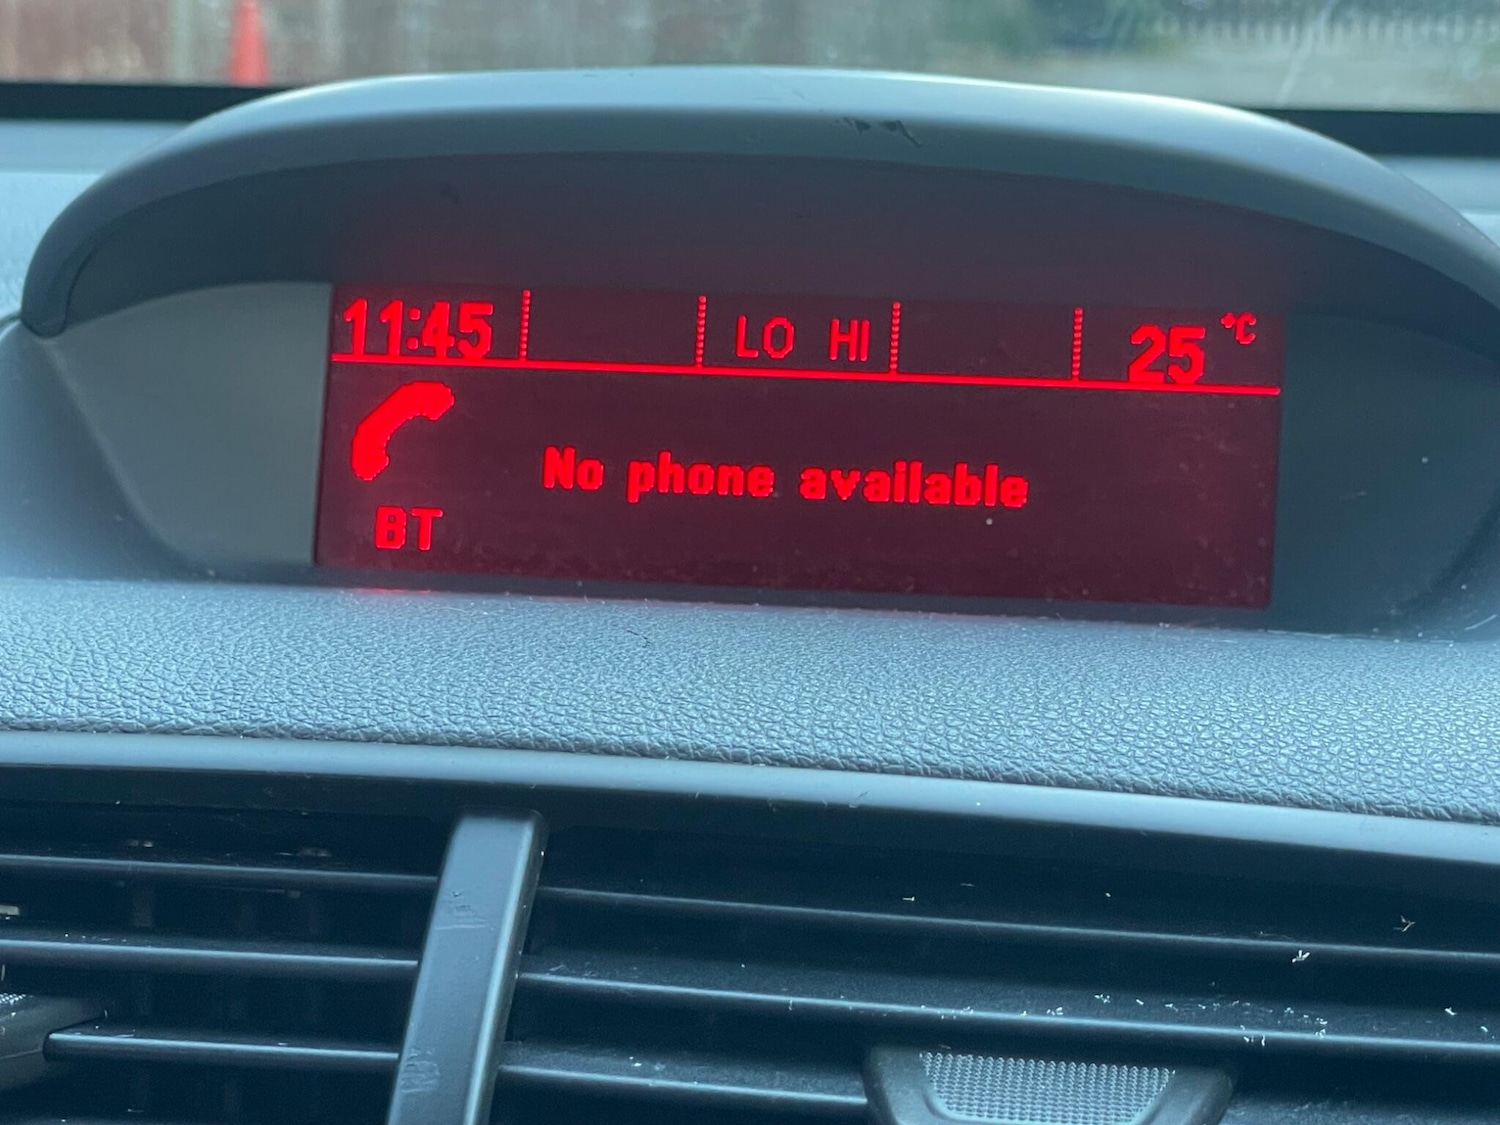 11:45 LO HI 25 °C
No phone available
BT